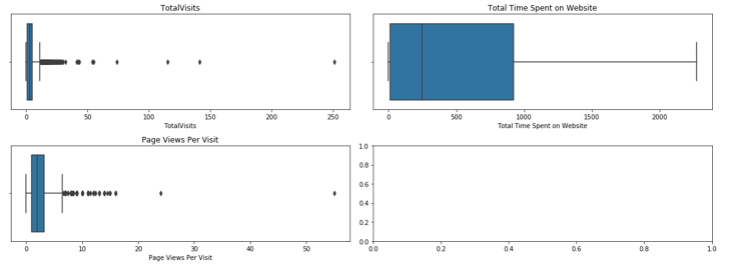 TotalVisits
0 50 100 150 200 250
TotalVisits
Total Time Spent on Website
0 500 1000 1500 2000
Total Time Spent on Website
Page Views Per Visit
0 10 20 30 40 50
Page Views Per Visit
1.0
0.8
0.6
0.4
0.2
0.0
0.0 0.2 0.4 0.6 0.8 1.0